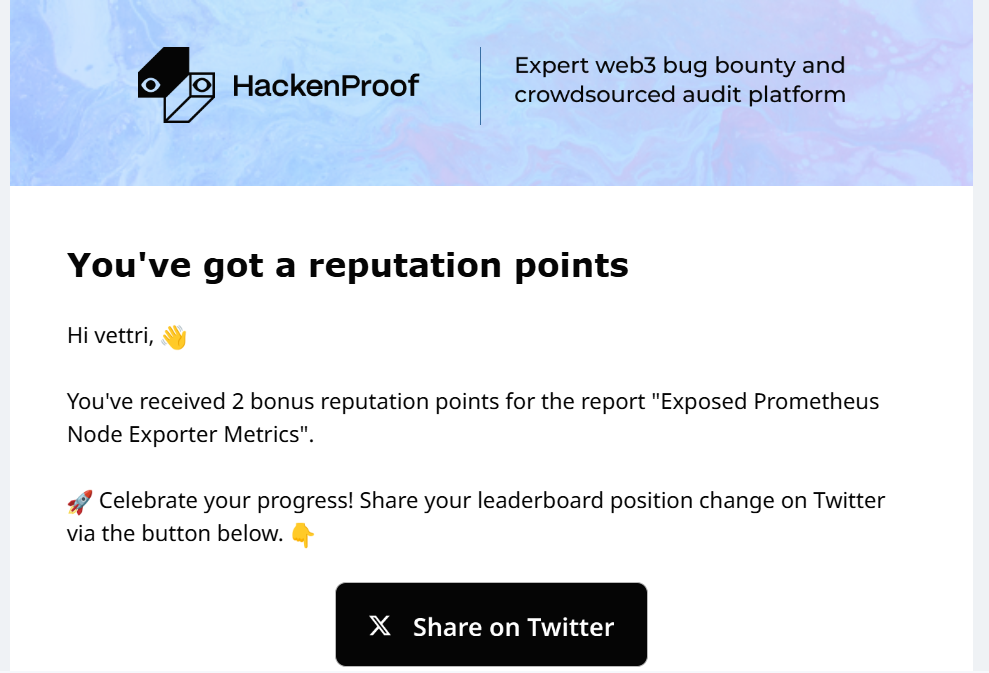 HackenProof
Expert web3 bug bounty and
crowdsourced audit platform
You've got a reputation points
Hi vettri, 👋
You've received 2 bonus reputation points for the report "Exposed Prometheus
Node Exporter Metrics".
🚀 Celebrate your progress! Share your leaderboard position change on Twitter
via the button below. 👇
Share on Twitter